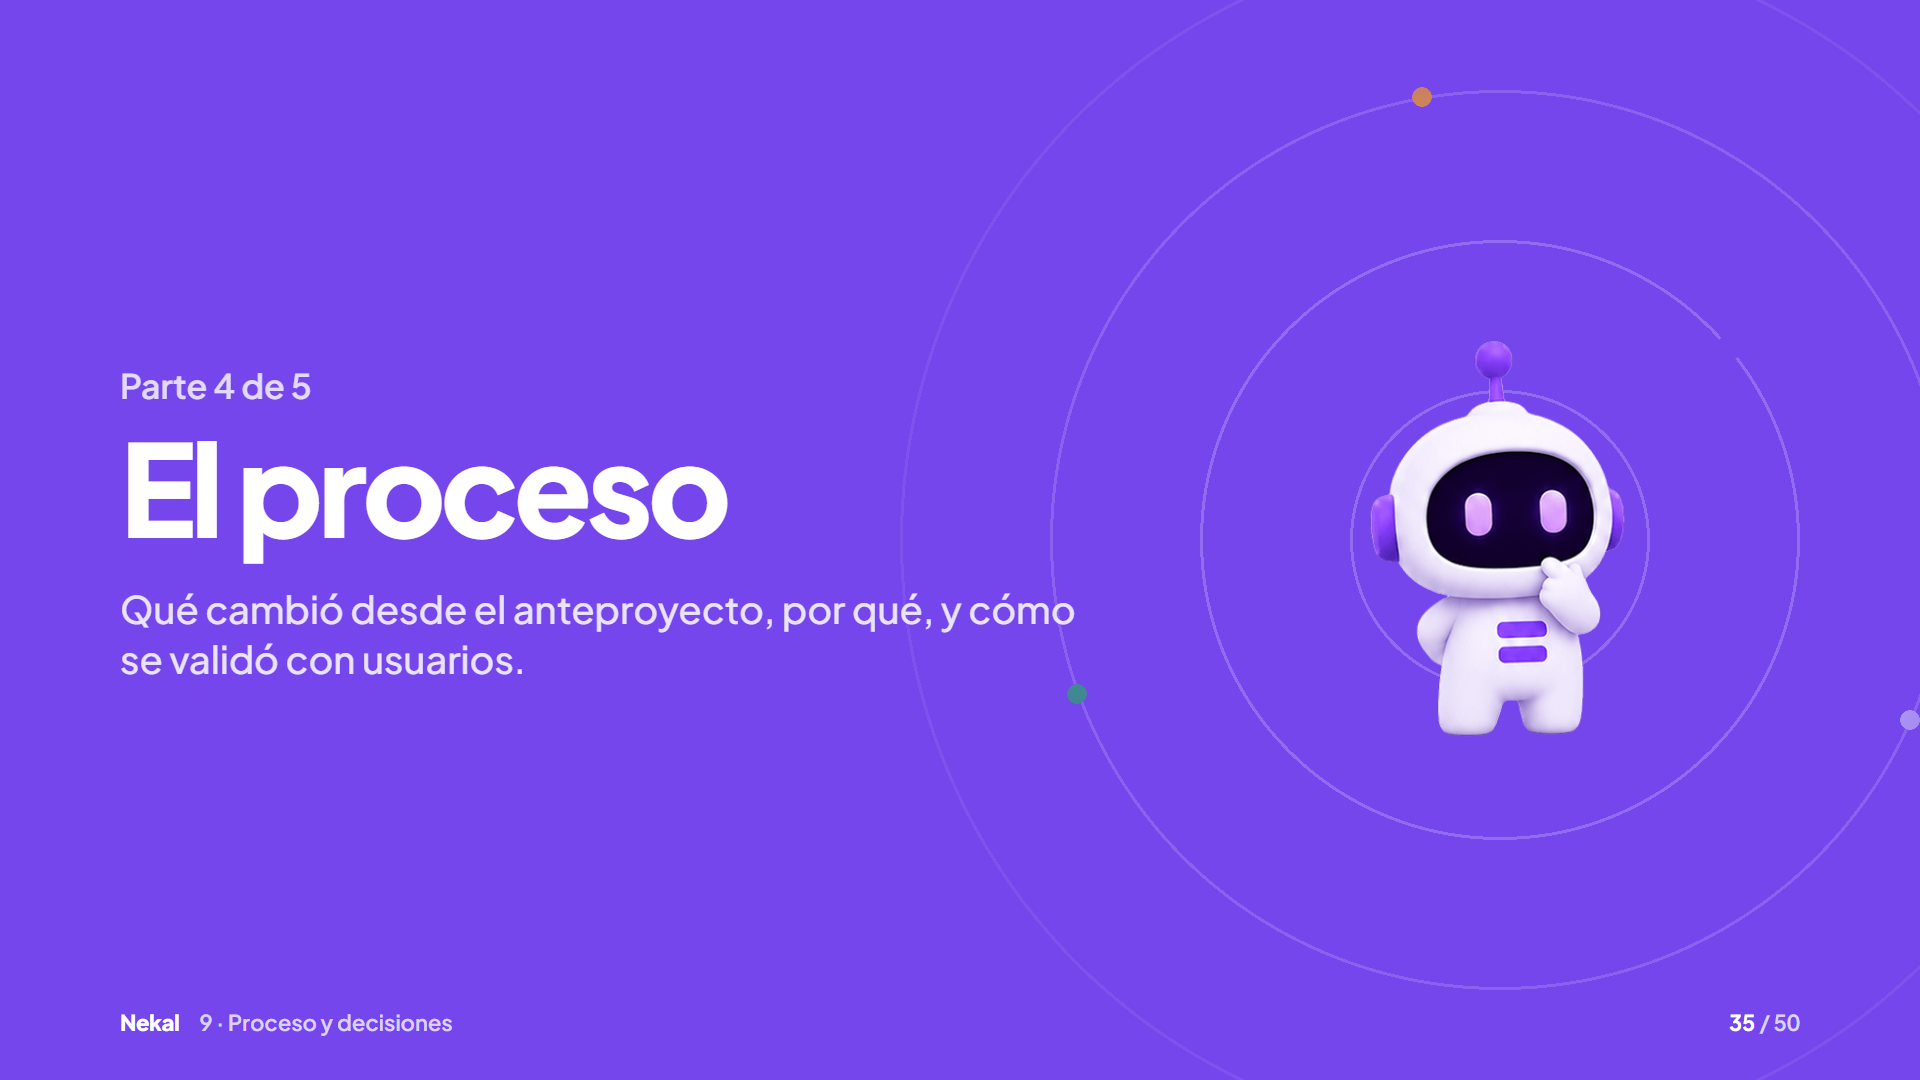 Parte 4 de 5
El proceso
Qué cambió desde el anteproyecto, por qué, y cómo
se validó con usuarios.
Nekal 9 · Proceso y decisiones
35 / 50